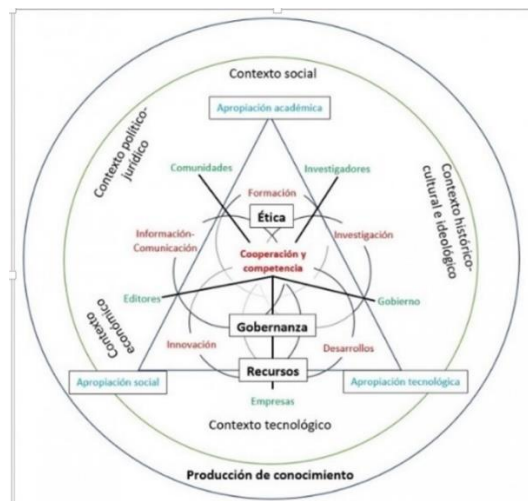 Contexto social
Apropiación académica
Contexto político-
jurídico
Contexto histórico-
cultural e ideológico
Comunidades
Investigadores
Formación
Ética
Información-
Comunicación
Investigación
Cooperación y
competencia
Editores
Gobierno
Contexto
económico
Gobernanza
Innovación
Desarrollos
Recursos
Apropiación social
Apropiación tecnológica
Empresas
Contexto tecnológico
Producción de conocimiento